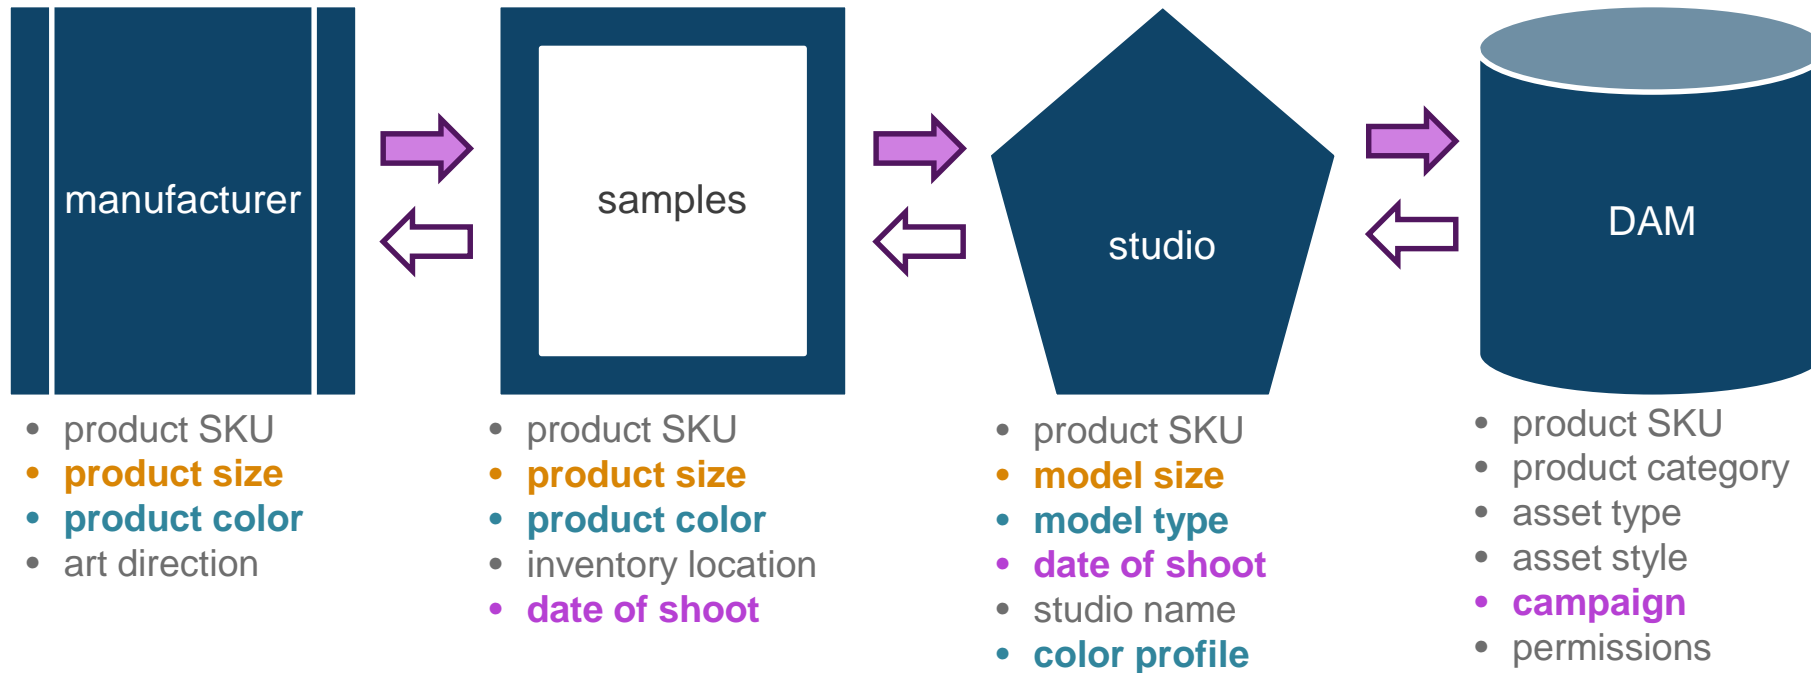 manufacturer
• product SKU
• product size
• product color
• art direction
samples
• product SKU
• product size
• product color
• inventory location
• date of shoot
studio
• product SKU
• model size
• model type
• date of shoot
• studio name
• color profile
DAM
• product SKU
• product category
• asset type
• asset style
• campaign
• permissions